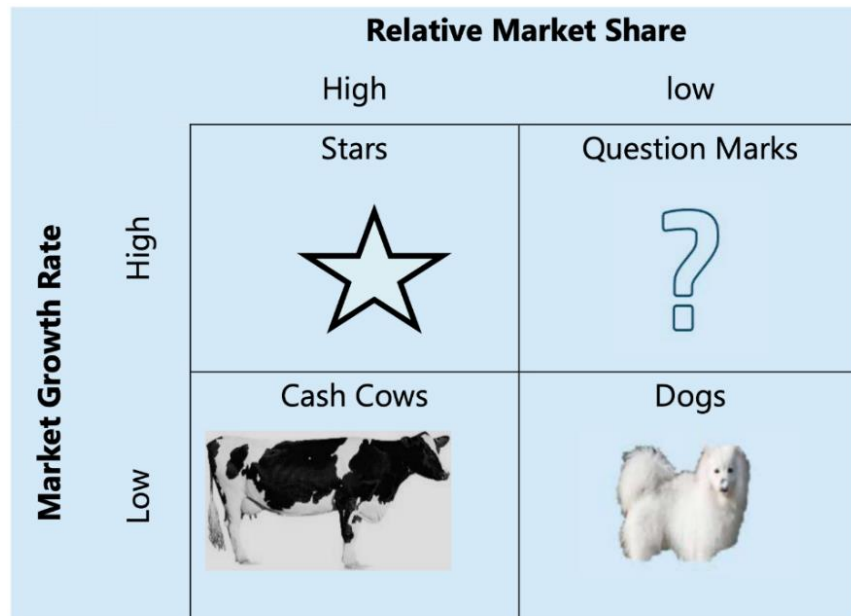 Relative Market Share
High low
Stars Question Marks
?
Market Growth Rate
High
Cash Cows Dogs
Low